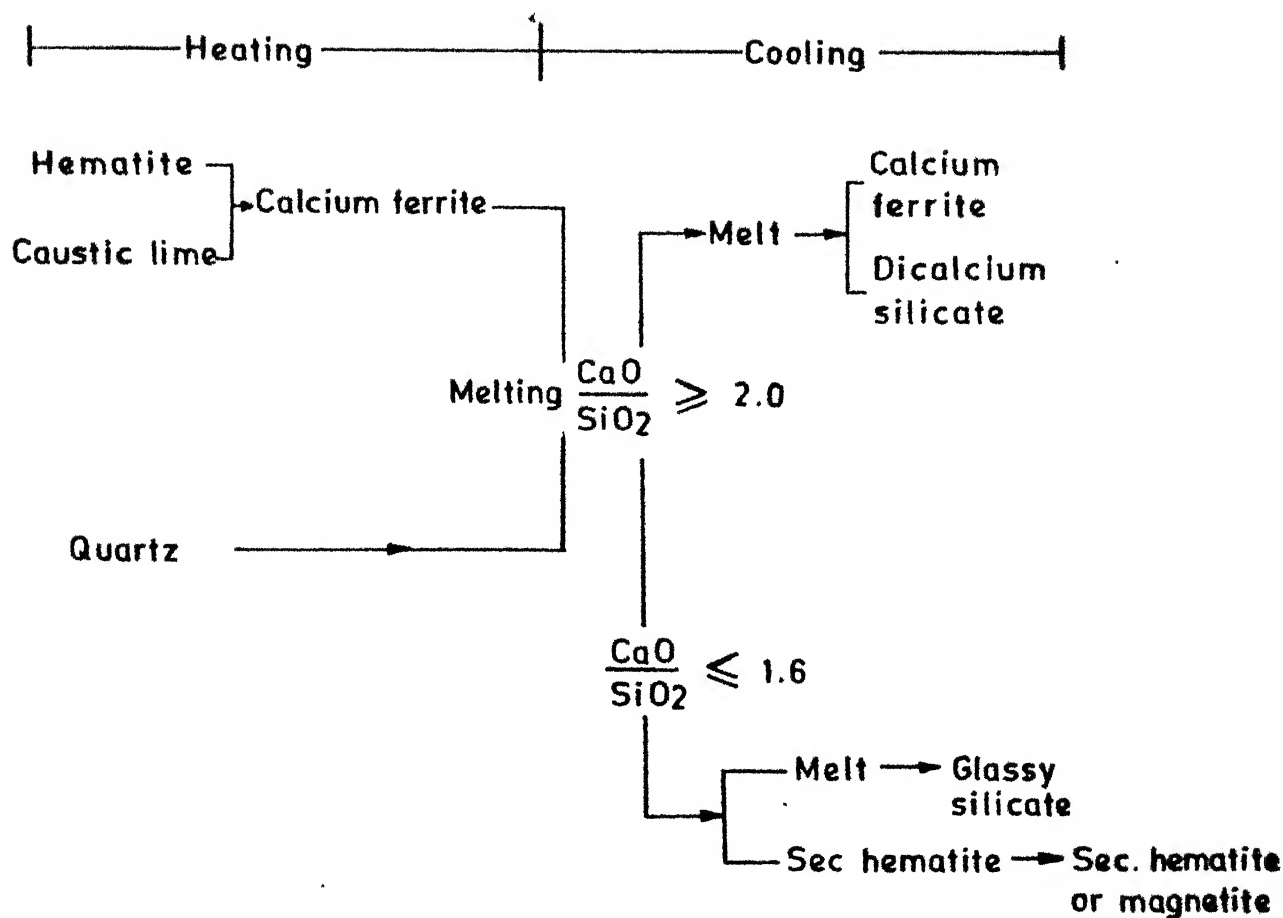 Heating Cooling
Hematite
Caustic lime
Calcium ferrite
Melt
Calcium
ferrite
Dicalcium
silicate
Melting CaO/SiO2 ⩾ 2.0
Quartz
CaO/SiO2 ⩽ 1.6
Melt
Glassy
silicate
Sec hematite
Sec. hematite
or magnetite